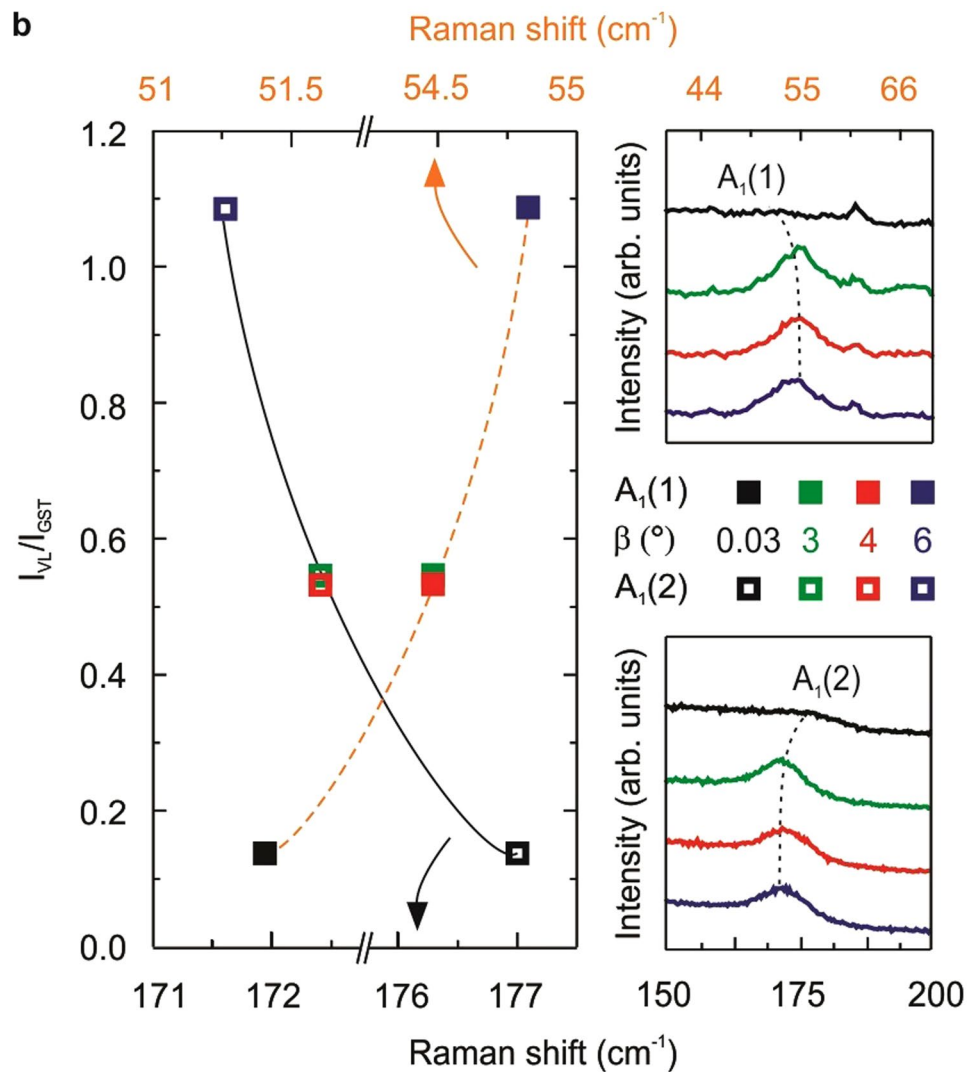 b
Raman shift (cm⁻¹)
51 51.5 54.5 55
44 55 66
1.2
1.0
0.8
0.6
0.4
0.2
0.0
I_VL/I_GST
171 172 176 177
Raman shift (cm⁻¹)
Intensity (arb. units)
A₁(1)
A₁(1)
β (°) 0.03 3 4 6
A₁(2)
Intensity (arb. units)
A₁(2)
150 175 200